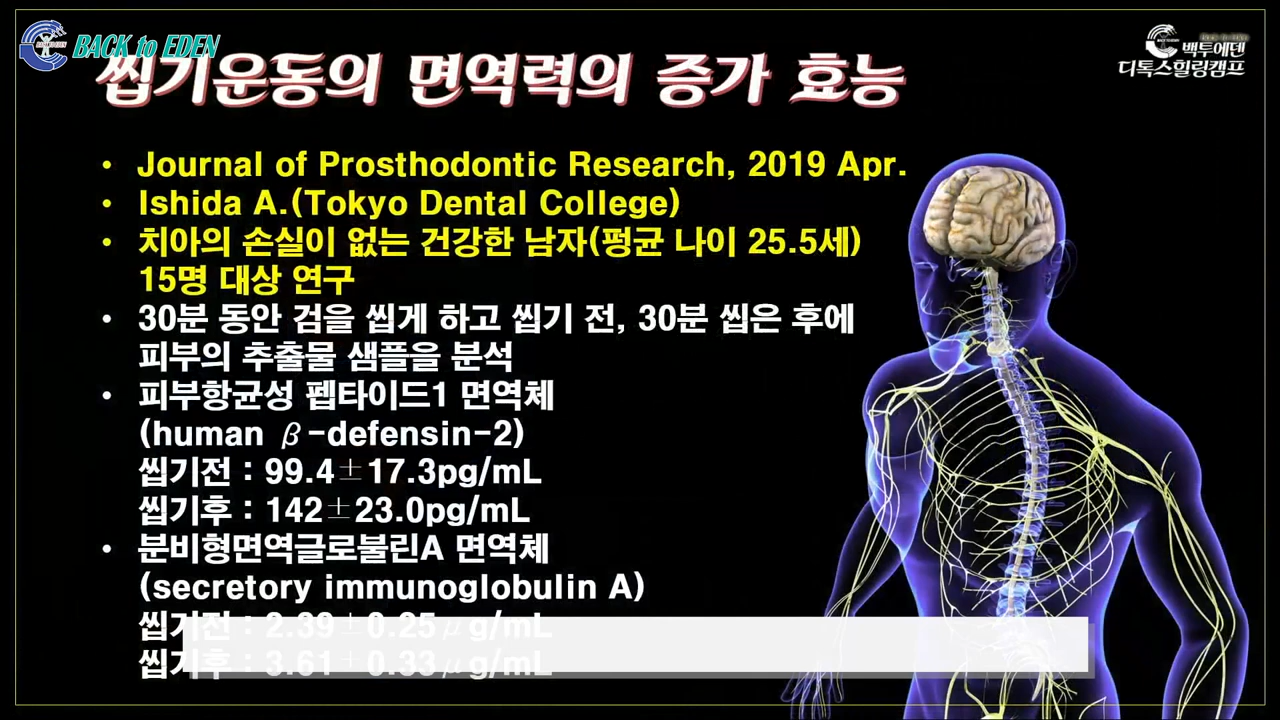 BACK to EDEN
백투에덴
디톡스힐링캠프
씹기운동의 면역력의 증가 효능
• Journal of Prosthodontic Research, 2019 Apr.
• Ishida A.(Tokyo Dental College)
• 치아의 손실이 없는 건강한 남자(평균 나이 25.5세)
15명 대상 연구
• 30분 동안 검을 씹게 하고 씹기 전, 30분 씹은 후에
피부의 추출물 샘플을 분석
• 피부항균성 펩타이드1 면역체
(human β-defensin-2)
씹기전 : 99.4±17.3pg/mL
씹기후 : 142±23.0pg/mL
• 분비형면역글로불린A 면역체
(secretory immunoglobulin A)
씹기전 : 2.39±0.25μg/mL
씹기후 : 3.61±0.33μg/mL